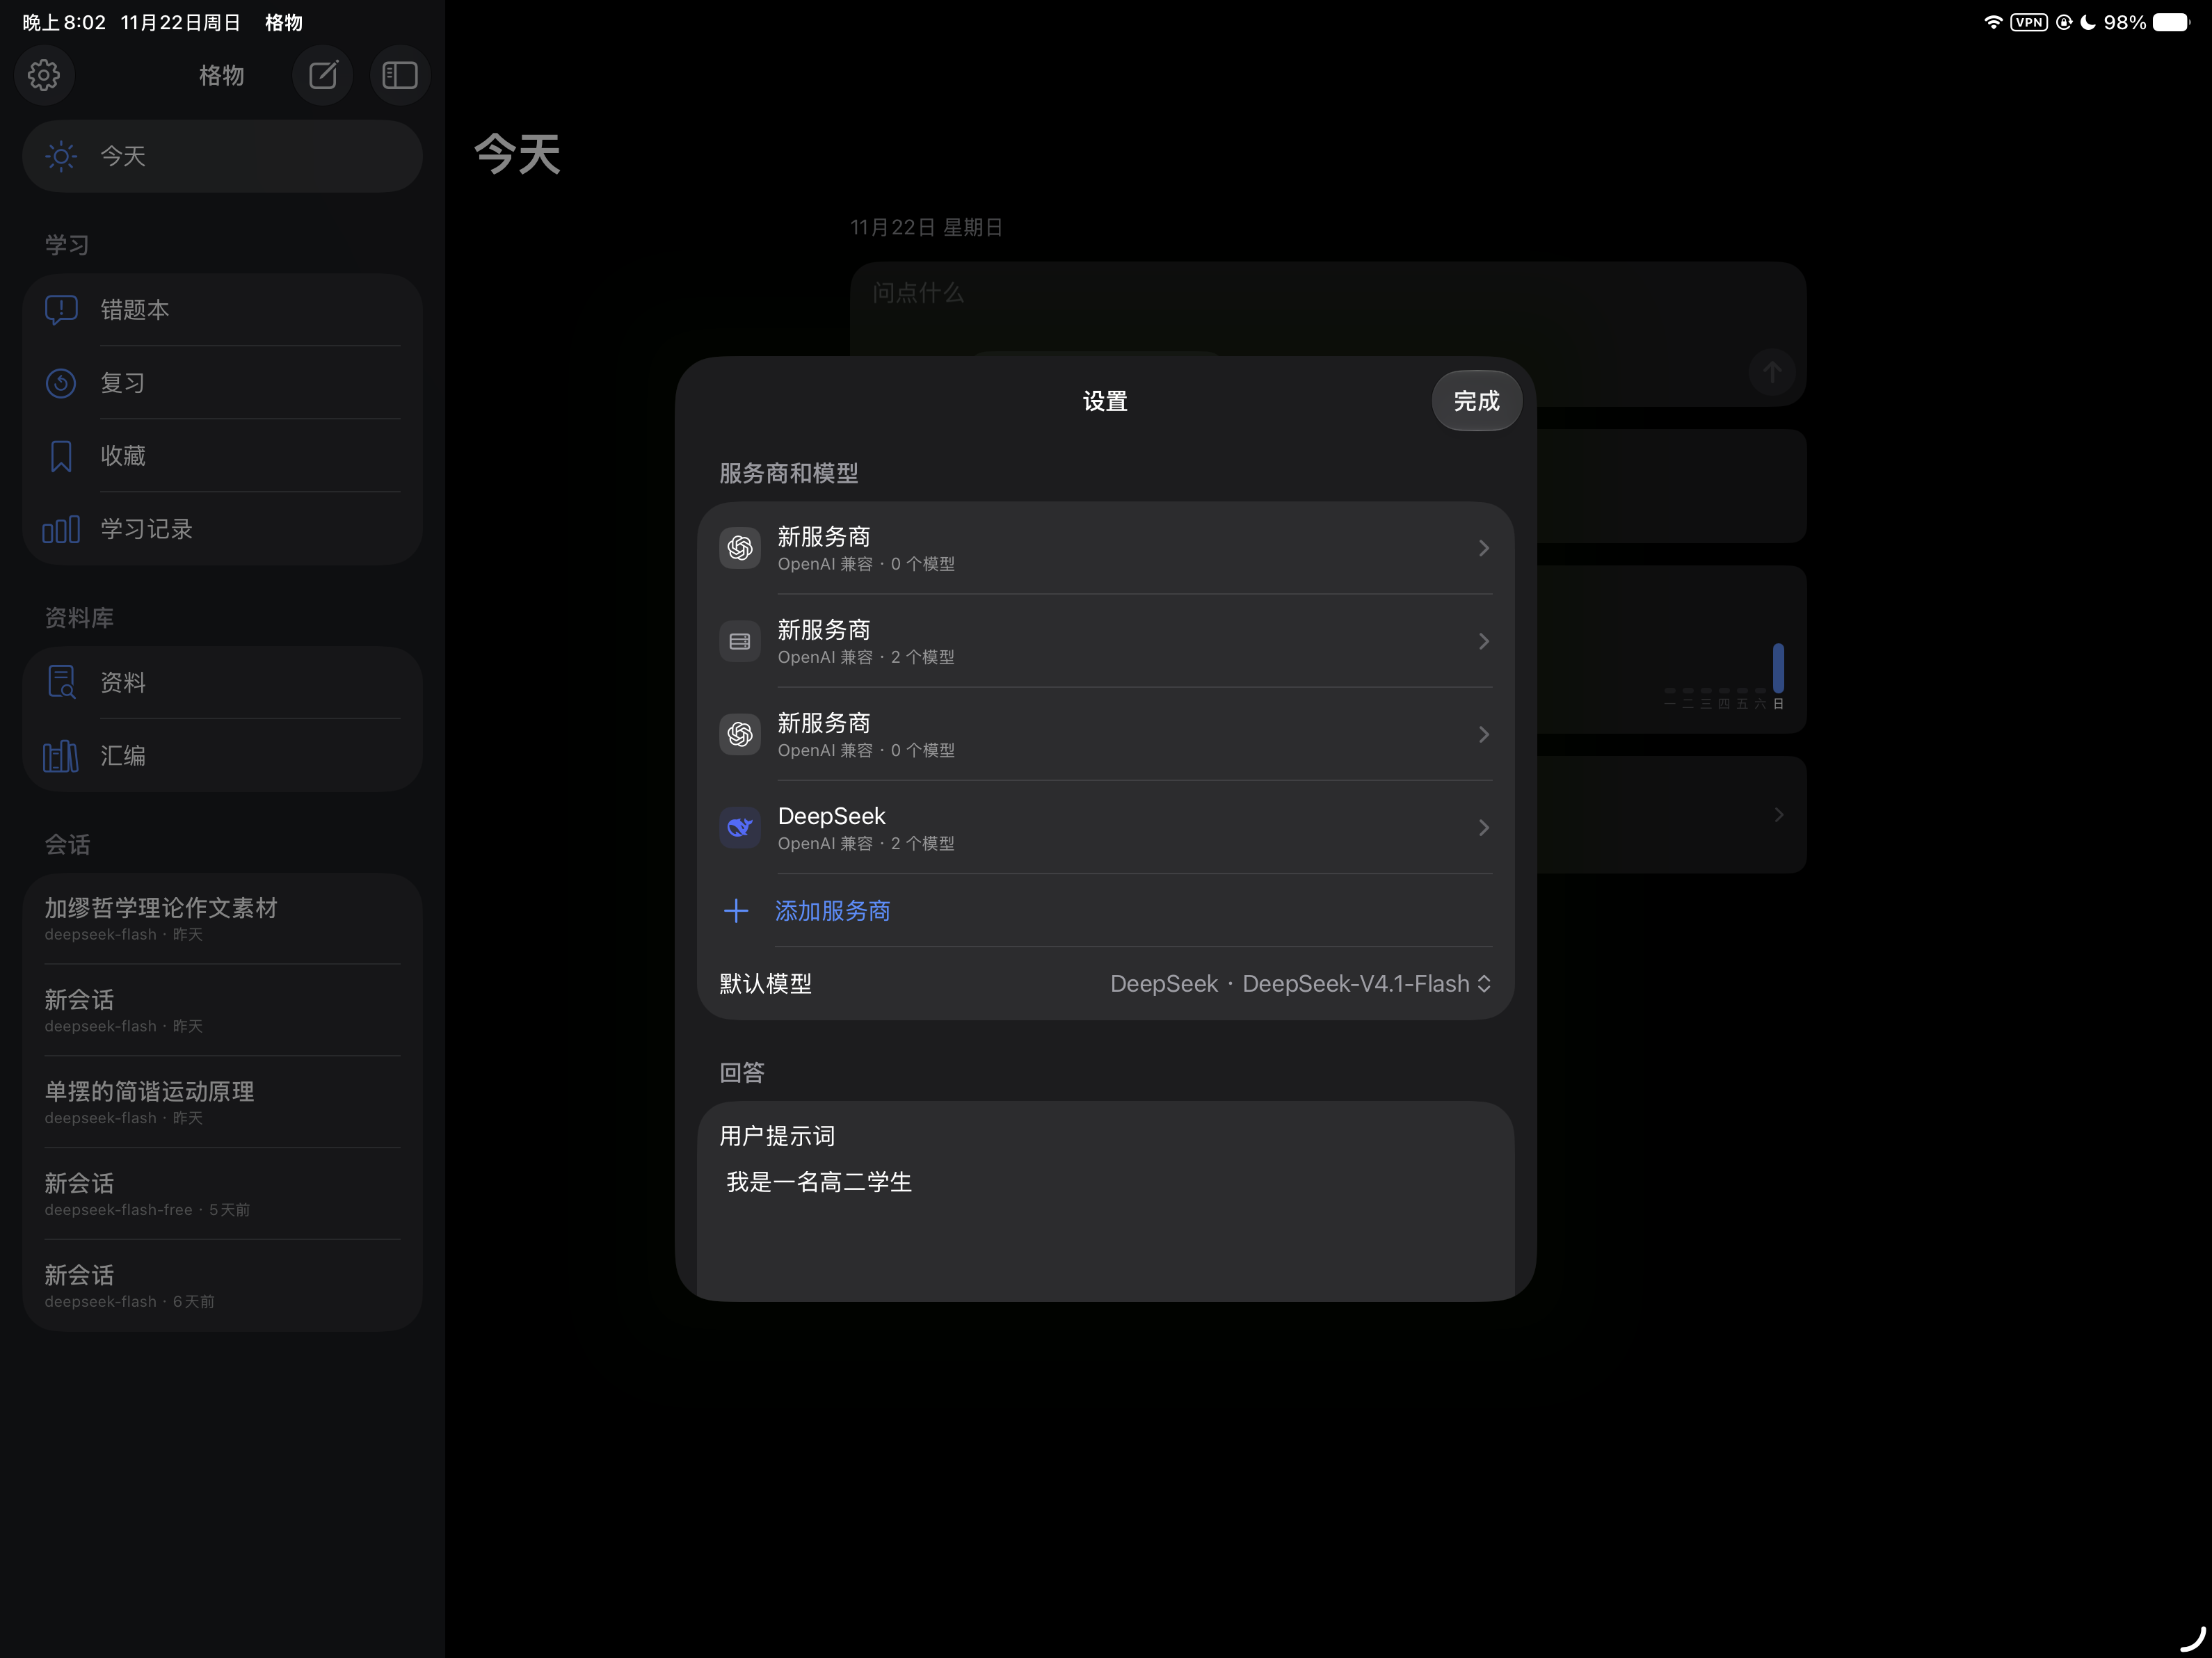 晚上8:02 11月22日周日 格物
VPN 98%
格物
今天
学习
错题本
复习
收藏
学习记录
资料库
资料
汇编
会话
加缪哲学理论作文素材
deepseek-flash · 昨天
新会话
deepseek-flash · 昨天
单摆的简谐运动原理
deepseek-flash · 昨天
新会话
deepseek-flash-free · 5天前
新会话
deepseek-flash · 6天前
今天
11月22日 星期日
问点什么
一 二 三 四 五 六 日
设置
完成
服务商和模型
新服务商
OpenAI 兼容 · 0 个模型
新服务商
OpenAI 兼容 · 2 个模型
新服务商
OpenAI 兼容 · 0 个模型
DeepSeek
OpenAI 兼容 · 2 个模型
添加服务商
默认模型 DeepSeek · DeepSeek-V4.1-Flash
回答
用户提示词
我是一名高二学生